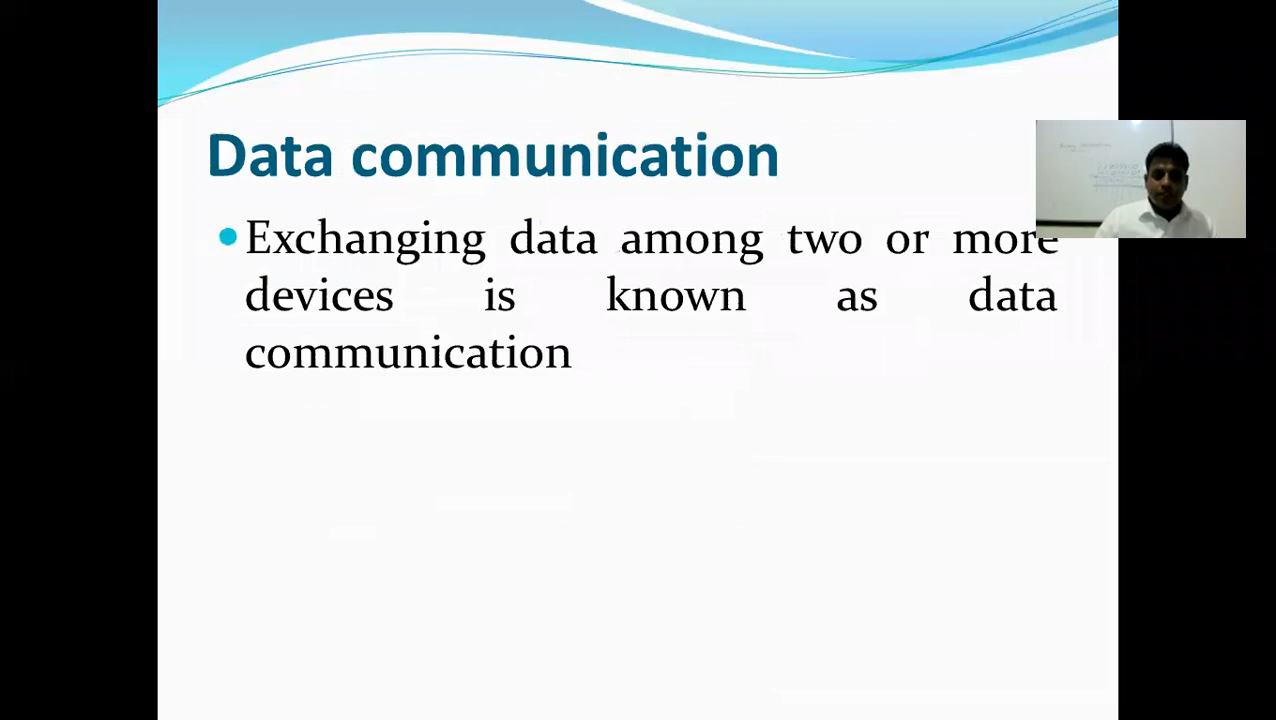 Data communication
• Exchanging data among two or more
devices is known as data
communication